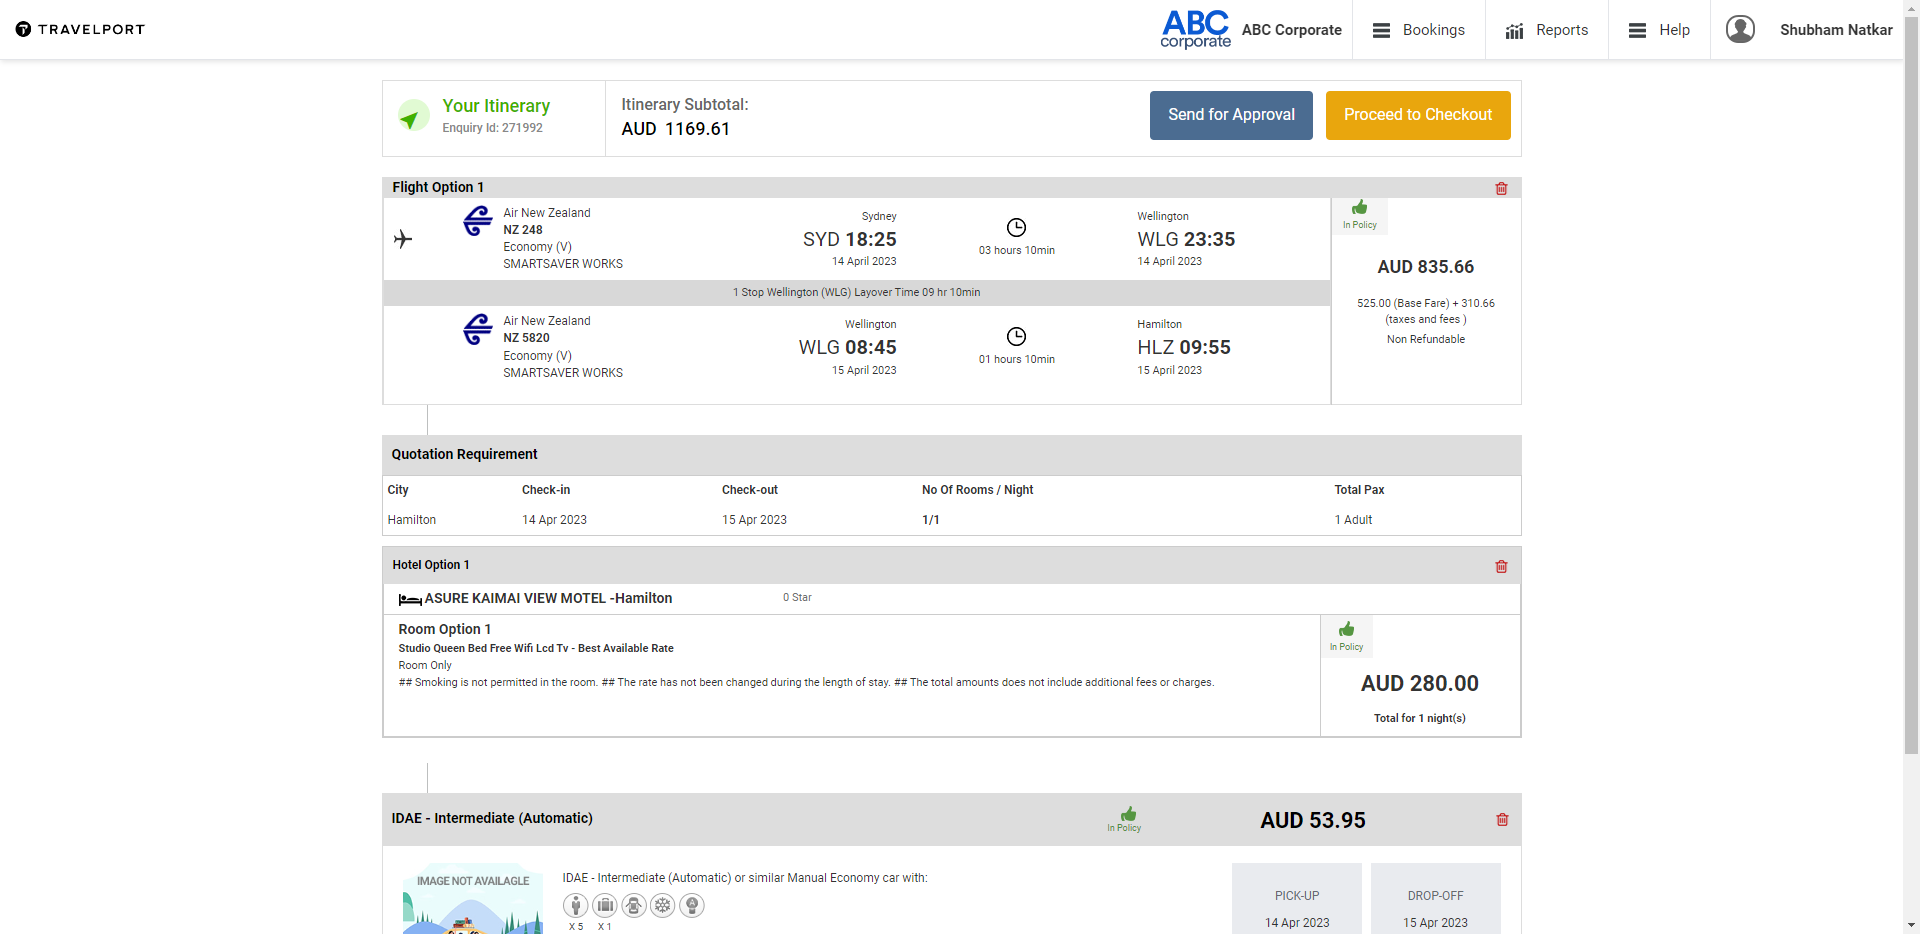 TRAVELPORT
ABC
corporate
ABC Corporate
Bookings
Reports
Help
Shubham Natkar
Your Itinerary
Enquiry Id: 271992
Itinerary Subtotal:
AUD 1169.61
Send for Approval
Proceed to Checkout
Flight Option 1
Air New Zealand
NZ 248
Economy (V)
SMARTSAVER WORKS
Sydney
SYD 18:25
14 April 2023
03 hours 10min
Wellington
WLG 23:35
14 April 2023
In Policy
AUD 835.66
525.00 (Base Fare) + 310.66
(taxes and fees )
Non Refundable
1 Stop Wellington (WLG) Layover Time 09 hr 10min
Air New Zealand
NZ 5820
Economy (V)
SMARTSAVER WORKS
Wellington
WLG 08:45
15 April 2023
01 hours 10min
Hamilton
HLZ 09:55
15 April 2023
Quotation Requirement
City Check-in Check-out No Of Rooms / Night Total Pax
Hamilton 14 Apr 2023 15 Apr 2023 1/1 1 Adult
Hotel Option 1
ASURE KAIMAI VIEW MOTEL -Hamilton
0 Star
Room Option 1
Studio Queen Bed Free Wifi Lcd Tv - Best Available Rate
Room Only
## Smoking is not permitted in the room. ## The rate has not been changed during the length of stay. ## The total amounts does not include additional fees or charges.
In Policy
AUD 280.00
Total for 1 night(s)
IDAE - Intermediate (Automatic)
In Policy
AUD 53.95
IMAGE NOT AVAILAGLE
IDAE - Intermediate (Automatic) or similar Manual Economy car with:
A
X 5 X 1
PICK-UP
14 Apr 2023
DROP-OFF
15 Apr 2023